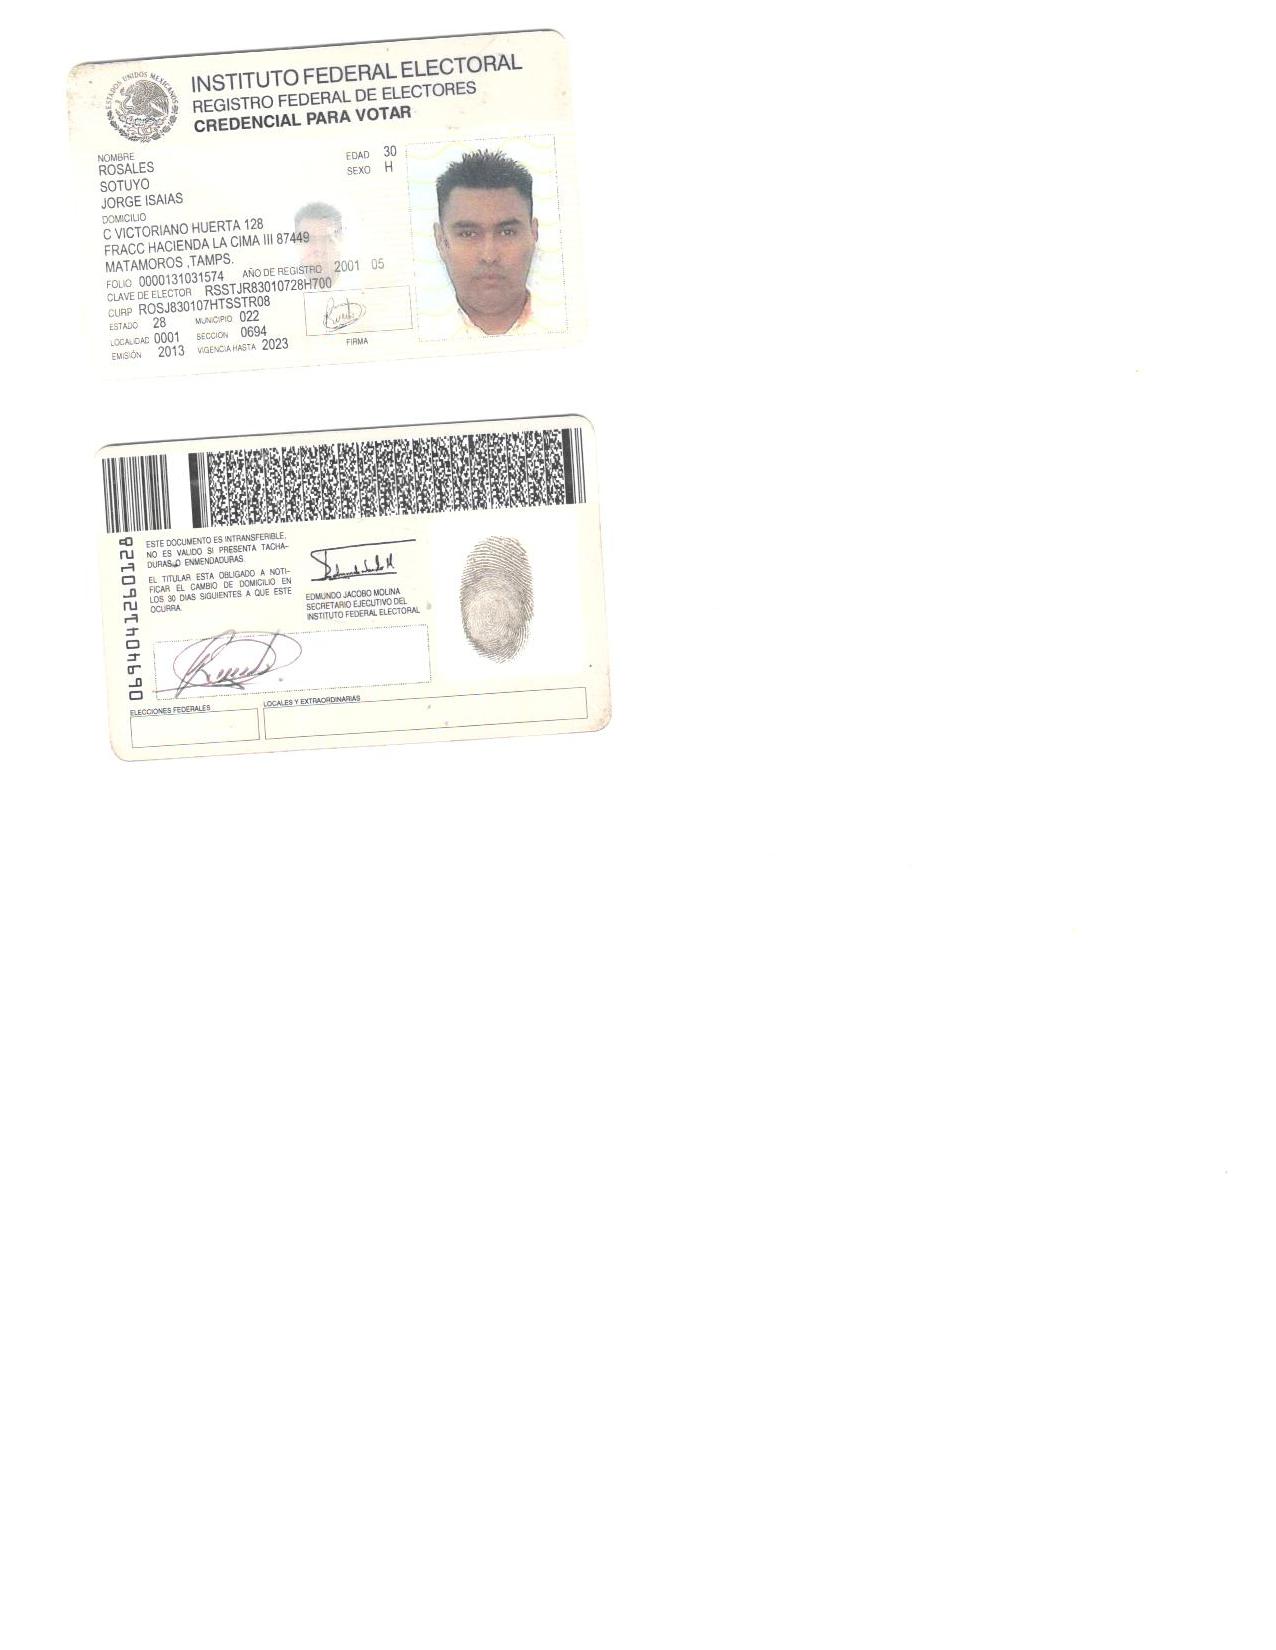 ESTADOS UNIDOS MEXICANOS
INSTITUTO FEDERAL ELECTORAL
REGISTRO FEDERAL DE ELECTORES
CREDENCIAL PARA VOTAR
NOMBRE
ROSALES
SOTUYO
JORGE ISAIAS
EDAD 30
SEXO H
DOMICILIO
C VICTORIANO HUERTA 128
FRACC HACIENDA LA CIMA III 87449
MATAMOROS ,TAMPS.
FOLIO 0000131031574 AÑO DE REGISTRO 2001 05
CLAVE DE ELECTOR RSSTJR83010728H700
CURP ROSJ830107HTSSTR08
ESTADO 28 MUNICIPIO 022
LOCALIDAD 0001 SECCION 0694
EMISIÓN 2013 VIGENCIA HASTA 2023
FIRMA
0694041260128
ESTE DOCUMENTO ES INTRANSFERIBLE,
NO ES VALIDO SI PRESENTA TACHA-
DURAS O ENMENDADURAS.
EL TITULAR ESTA OBLIGADO A NOTI-
FICAR EL CAMBIO DE DOMICILIO EN
LOS 30 DIAS SIGUIENTES A QUE ESTE
OCURRA.
EDMUNDO JACOBO MOLINA
SECRETARIO EJECUTIVO DEL
INSTITUTO FEDERAL ELECTORAL
ELECCIONES FEDERALES
LOCALES Y EXTRAORDINARIAS